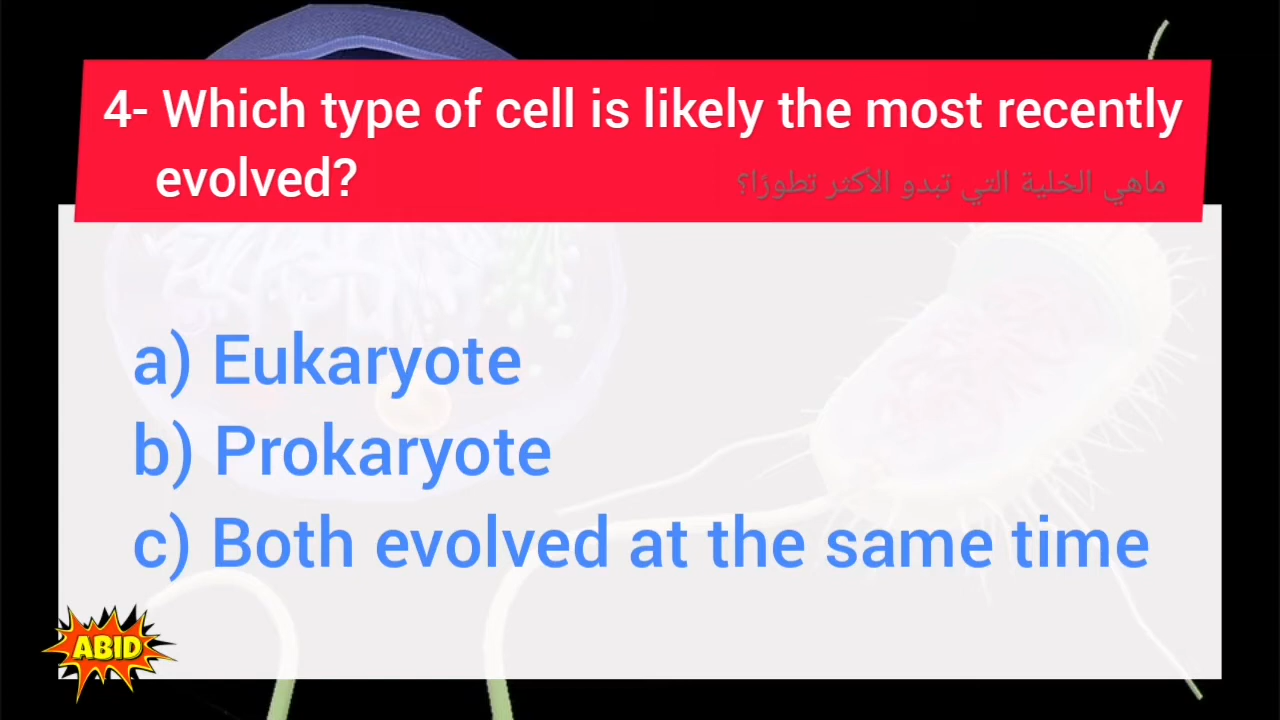 4- Which type of cell is likely the most recently
evolved?
ماهي الخلية التي تبدو الأكثر تطورًا؟
a) Eukaryote
b) Prokaryote
c) Both evolved at the same time
ABID